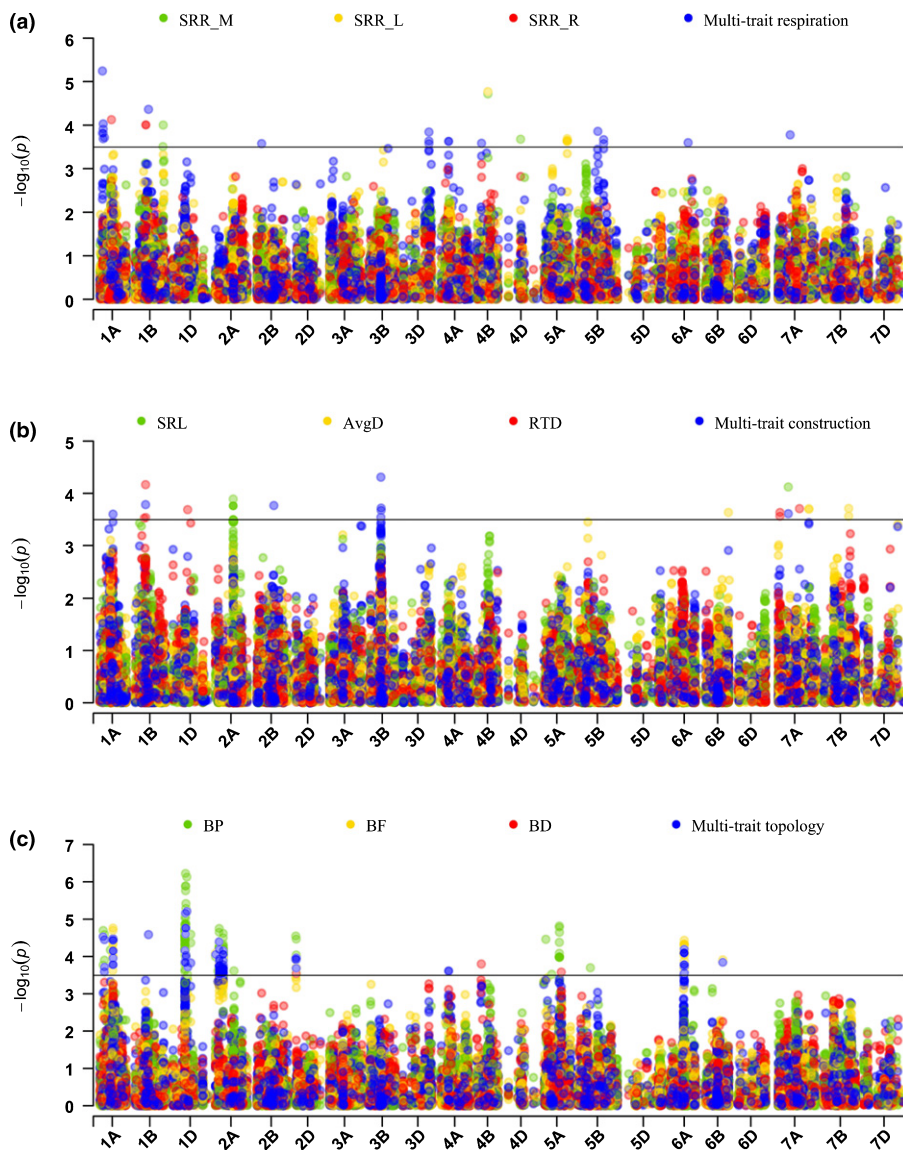 (a)
SRR_M SRR_L SRR_R Multi-trait respiration
6
5
4
3
2
1
0
−log10(p)
1A 1B 1D 2A 2B 2D 3A 3B 3D 4A 4B 4D 5A 5B 5D 6A 6B 6D 7A 7B 7D
(b)
SRL AvgD RTD Multi-trait construction
5
4
3
2
1
0
−log10(p)
1A 1B 1D 2A 2B 2D 3A 3B 3D 4A 4B 4D 5A 5B 5D 6A 6B 6D 7A 7B 7D
(c)
BP BF BD Multi-trait topology
7
6
5
4
3
2
1
0
−log10(p)
1A 1B 1D 2A 2B 2D 3A 3B 3D 4A 4B 4D 5A 5B 5D 6A 6B 6D 7A 7B 7D